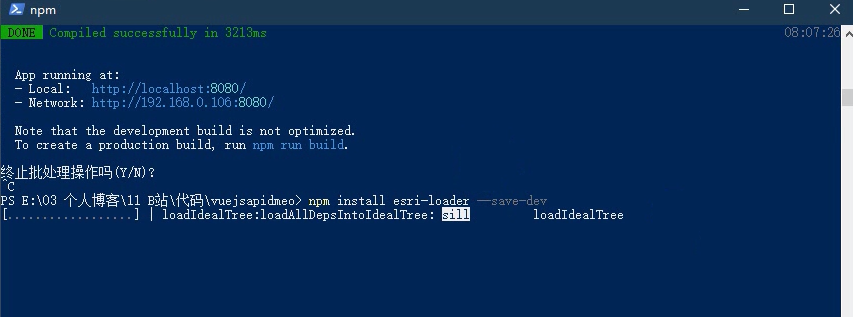 npm
DONE Compiled successfully in 3213ms 08:07:26
App running at:
- Local: http://localhost:8080/
- Network: http://192.168.0.106:8080/
Note that the development build is not optimized.
To create a production build, run npm run build.
终止批处理操作吗(Y/N)?
^C
PS E:\03 个人博客\11 B站\代码\vuejsapidmeo> npm install esri-loader --save-dev
[..................] | loadIdealTree:loadAllDepsIntoIdealTree: sill loadIdealTree